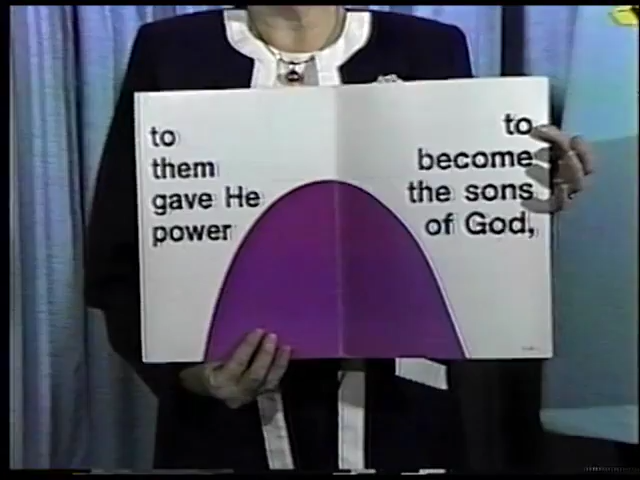 to
them
gave He
power
to
become
the sons
of God,